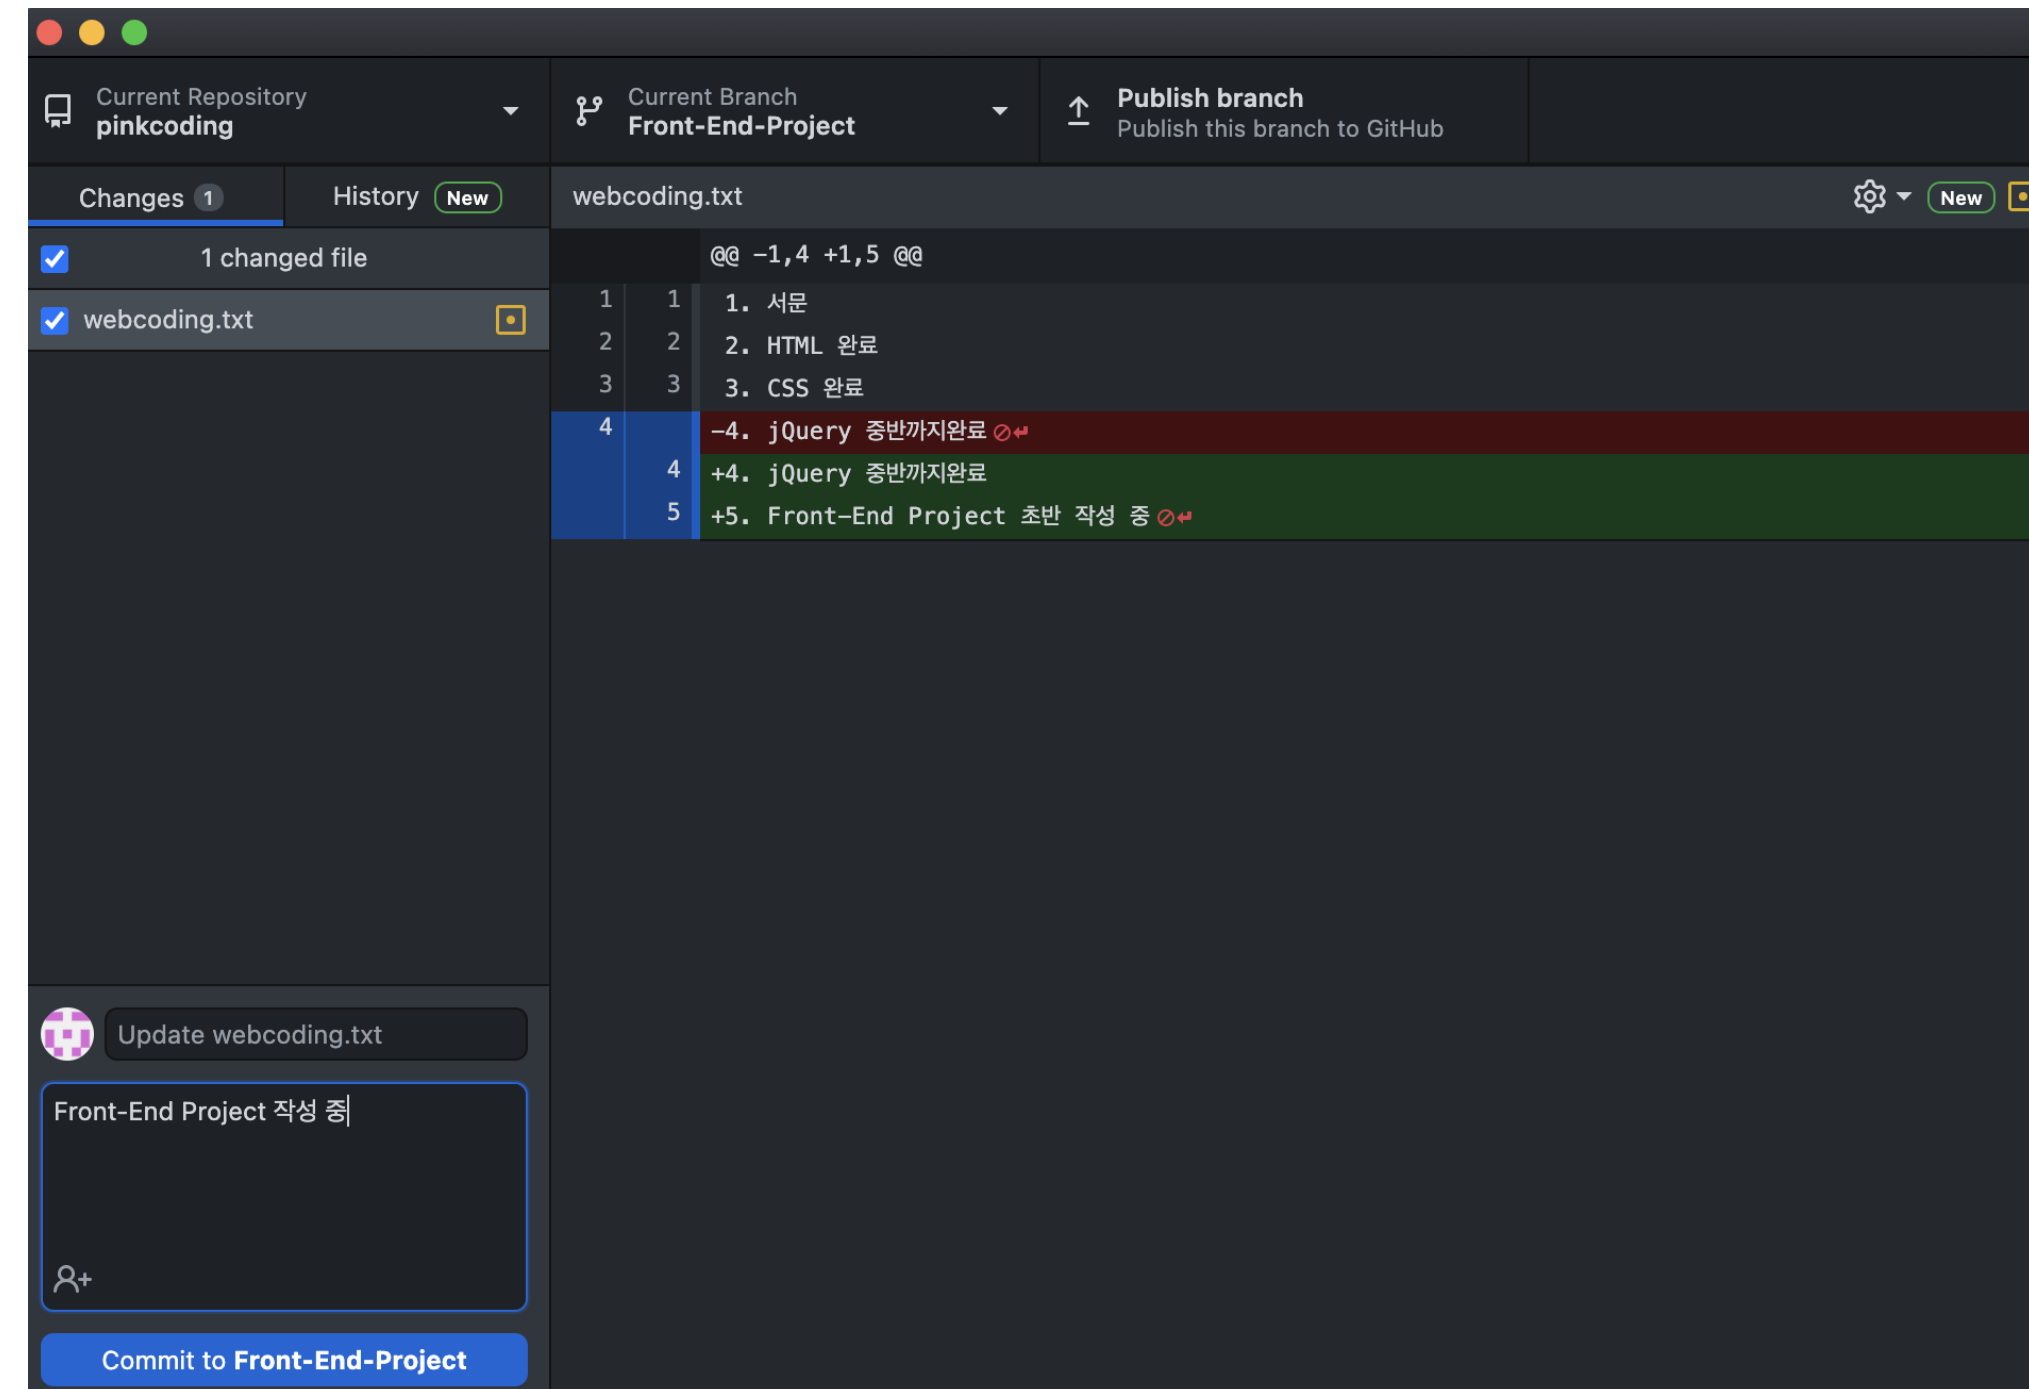 Current Repository
pinkcoding
Current Branch
Front-End-Project
Publish branch
Publish this branch to GitHub
Changes 1
History New
webcoding.txt
New
1 changed file
webcoding.txt
@@ -1,4 +1,5 @@
1 1 1. 서문
2 2 2. HTML 완료
3 3 3. CSS 완료
4 -4. jQuery 중반까지완료
4 +4. jQuery 중반까지완료
5 +5. Front-End Project 초반 작성 중
Update webcoding.txt
Front-End Project 작성 중
Commit to Front-End-Project